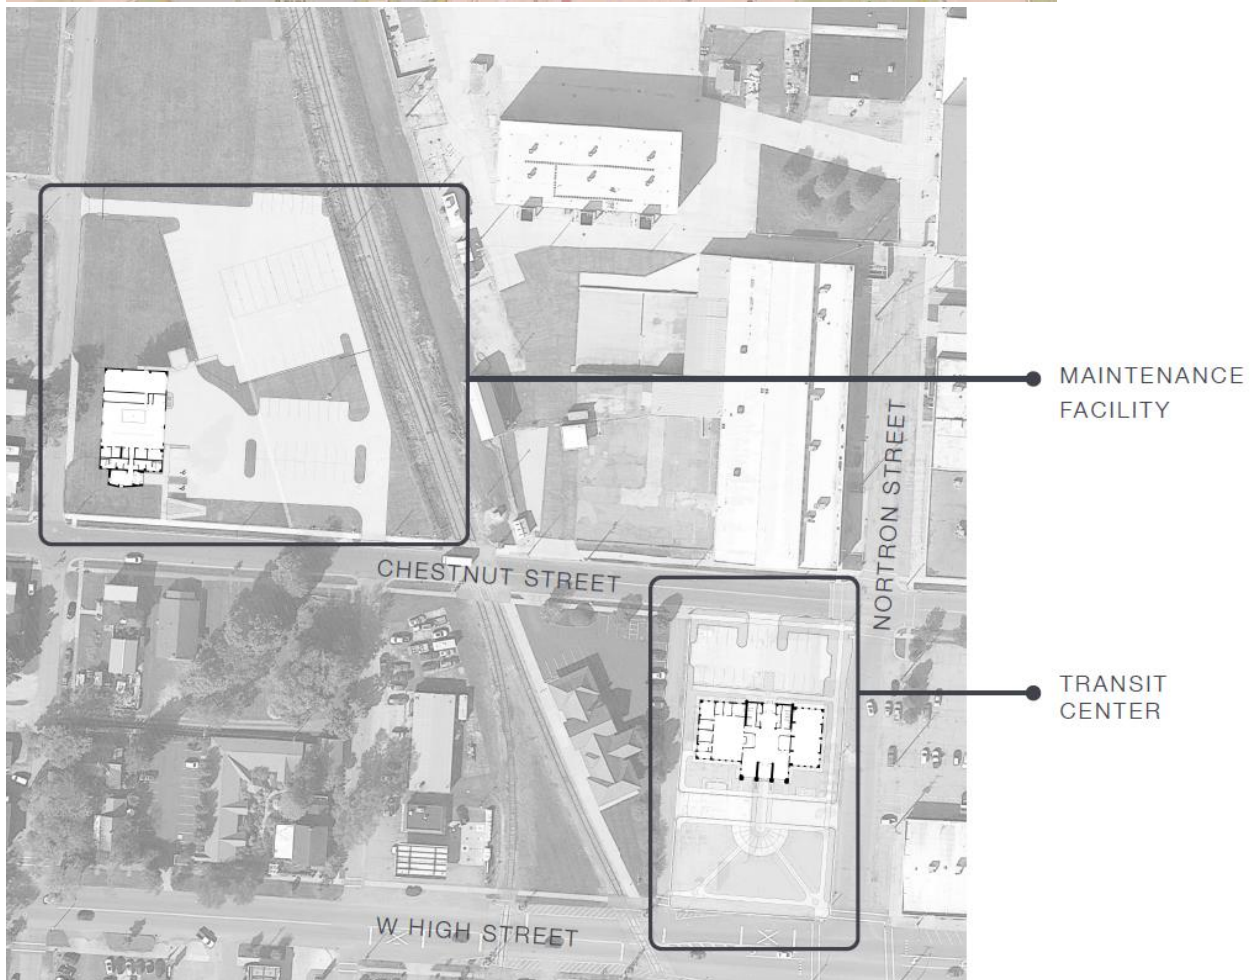 MAINTENANCE
FACILITY
NORTRON STREET
CHESTNUT STREET
TRANSIT
CENTER
W HIGH STREET